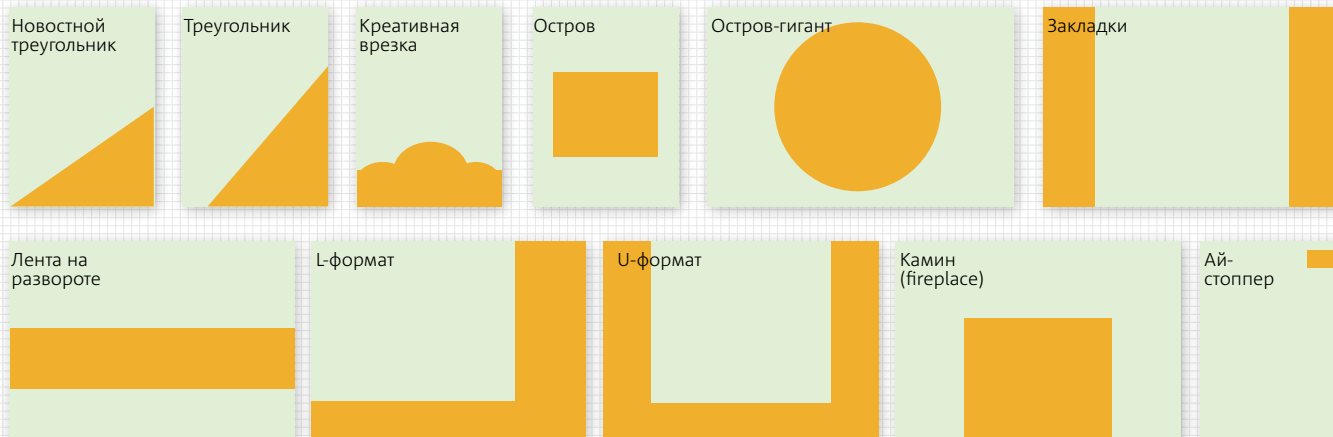 Новостной
треугольник
Треугольник
Креативная
врезка
Остров
Остров-гигант
Закладки
Лента на
развороте
L-формат
U-формат
Камин
(fireplace)
Ай-
стоппер